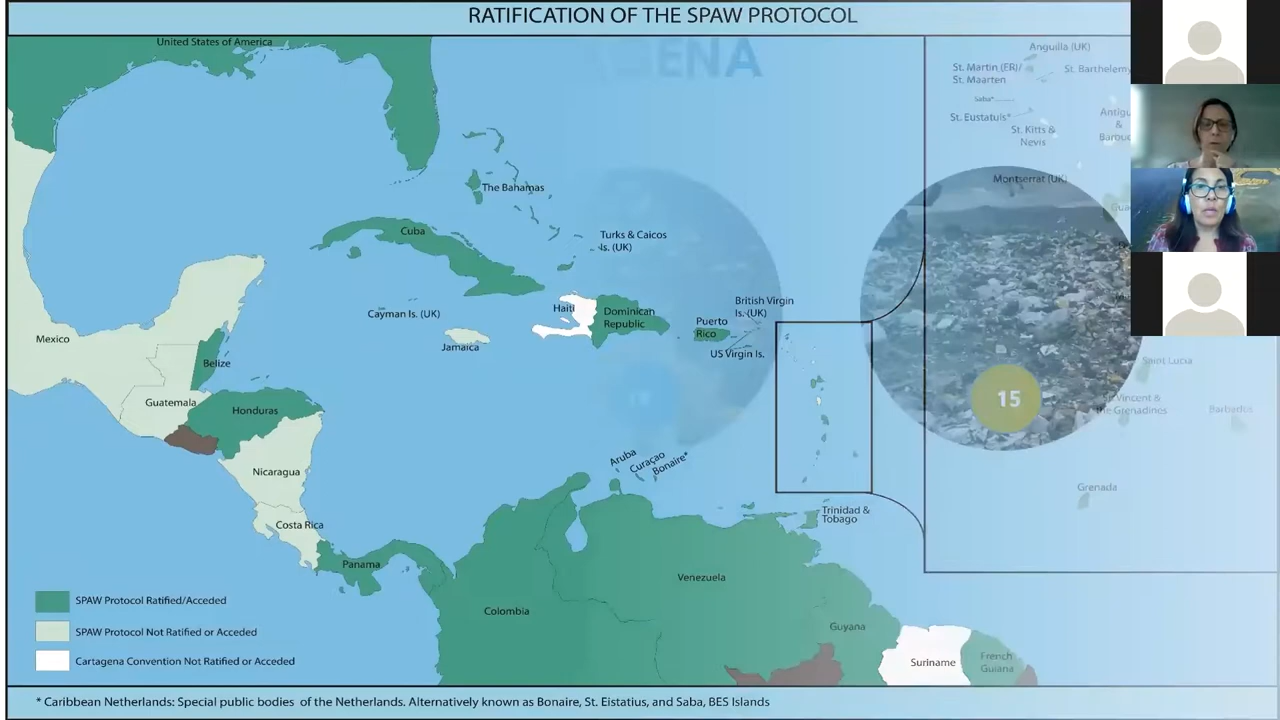 RATIFICATION OF THE SPAW PROTOCOL
ENA
United States of America
Anguilla (UK)
St. Martin (FR)/
St. Maarten
St. Barthelemy
Saba*
St. Eustatuis*
St. Kitts &
Nevis
Antigu
&
Barbud
Montserrat (UK)
Gua
The Bahamas
Cuba
Turks & Caicos
Is. (UK)
Cayman Is. (UK)
Haiti
Dominican
Republic
British Virgin
Is. (UK)
Puerto
Rico
US Virgin Is.
Mexico
Jamaica
Belize
Saint Lucia
Guatemala
Honduras
15
St. Vincent &
the Grenadines
Barbados
Nicaragua
Aruba
Curaçao
Bonaire*
Grenada
Costa Rica
Trinidad &
Tobago
Panama
Venezuela
Colombia
Guyana
Suriname
French
Guiana
SPAW Protocol Ratified/Acceded
SPAW Protocol Not Ratified or Acceded
Cartagena Convention Not Ratified or Acceded
* Caribbean Netherlands: Special public bodies of the Netherlands. Alternatively known as Bonaire, St. Eistatius, and Saba, BES Islands